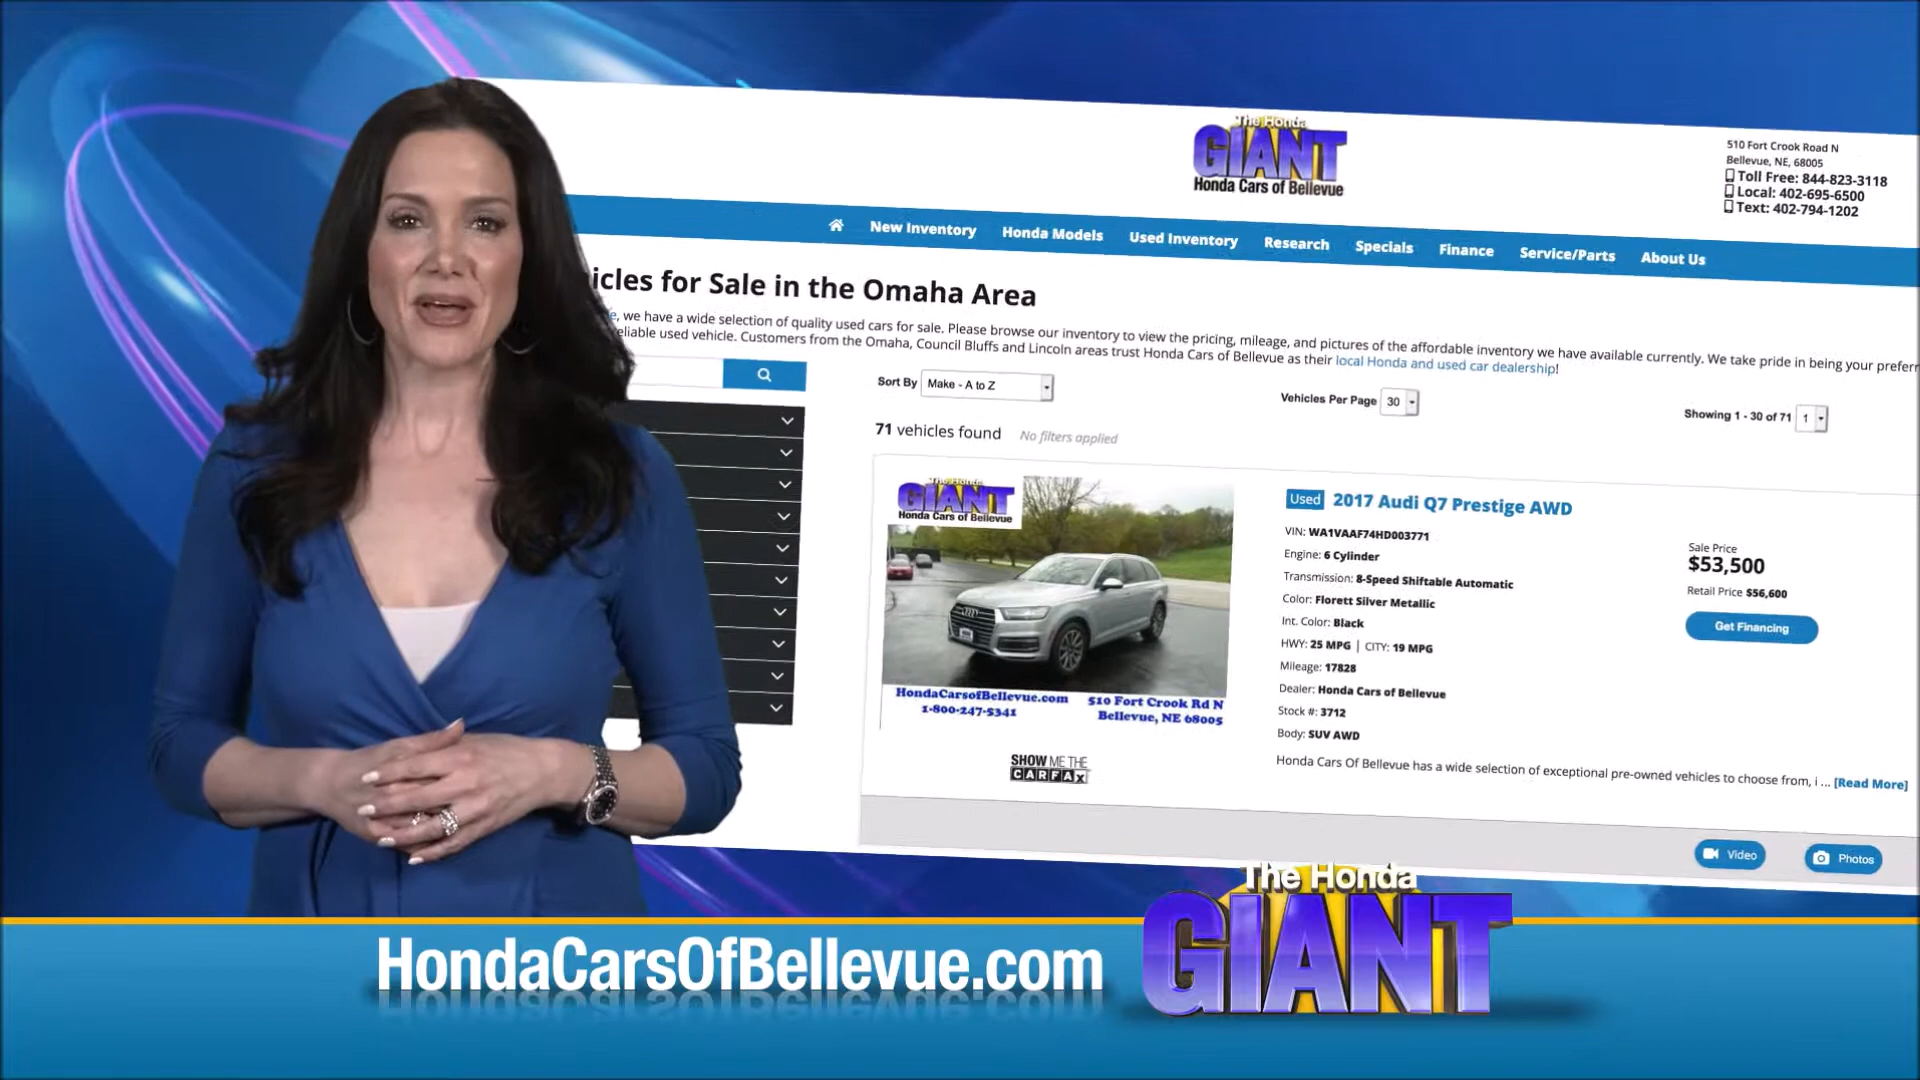 The Honda
GIANT
Honda Cars of Bellevue
510 Fort Crook Road N
Bellevue, NE, 68005
Toll Free: 844-823-3118
Local: 402-695-6500
Text: 402-794-1202
New Inventory Honda Models Used Inventory Research Specials Finance Service/Parts About Us
icles for Sale in the Omaha Area
e, we have a wide selection of quality used cars for sale. Please browse our inventory to view the pricing, mileage, and pictures of the affordable inventory we have available currently. We take pride in being your preferr
eliable used vehicle. Customers from the Omaha, Council Bluffs and Lincoln areas trust Honda Cars of Bellevue as their local Honda and used car dealership!
Sort By Make - A to Z Vehicles Per Page 30 Showing 1 - 30 of 71 1
71 vehicles found No filters applied
The Honda
GIANT
Honda Cars of Bellevue
HondaCarsofBellevue.com 510 Fort Crook Rd N
1-800-247-5341 Bellevue, NE 68005
SHOW ME THE
CARFAX
Used 2017 Audi Q7 Prestige AWD
VIN: WA1VAAF74HD003771
Engine: 6 Cylinder
Transmission: 8-Speed Shiftable Automatic
Color: Florett Silver Metallic
Int. Color: Black
HWY: 25 MPG | CITY: 19 MPG
Mileage: 17828
Dealer: Honda Cars of Bellevue
Stock #: 3712
Body: SUV AWD
Sale Price
$53,500
Retail Price $56,600
Get Financing
Honda Cars Of Bellevue has a wide selection of exceptional pre-owned vehicles to choose from, i ... [Read More]
Video Photos
HondaCarsOfBellevue.com
The Honda
GIANT